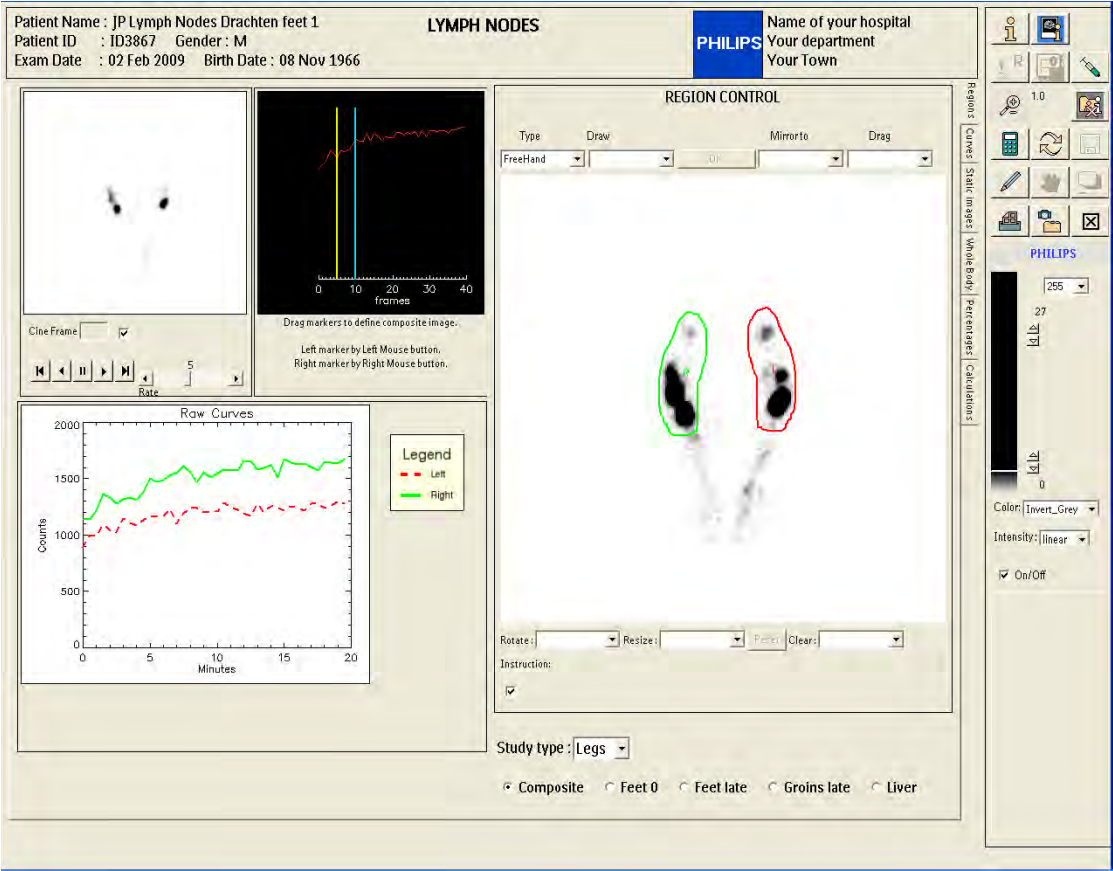 Patient Name : JP Lymph Nodes Drachten feet 1
Patient ID : ID3867 Gender : M
Exam Date : 02 Feb 2009 Birth Date : 08 Nov 1966
LYMPH NODES
PHILIPS
Name of your hospital
Your department
Your Town
0 10 20 30 40
frames
Drag markers to define composite image.
Left marker by Left Mouse button.
Right marker by Right Mouse button.
Cine Frame
5
Rate
Raw Curves
2000
1500
1000
500
0
Counts
0 5 10 15 20
Minutes
Legend
Left
Right
REGION CONTROL
Type Draw Mirror to Drag
FreeHand
Rotate: Resize: Clear:
Instruction:
Study type : Legs
Composite Feet 0 Feet late Groins late Liver
Regions
Curves
Static images
Whole Body
Percentages
Calculations
R
1.0
PHILIPS
255
27
0
Color: Invert_Grey
Intensity: linear
On/Off